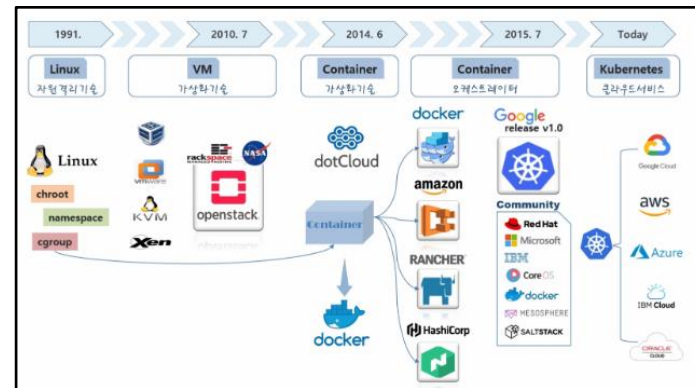 1991.
2010. 7
2014. 6
2015. 7
Today
Linux
자원격리기술
VM
가상화기술
Container
가상화기술
Container
오케스트레이터
Kubernetes
클라우드서비스
Linux
chroot
namespace
cgroup
vmware
KVM
Xen
rackspace
NASA
openstack
dotCloud
Container
docker
docker
amazon
RANCHER
HashiCorp
Google
release v1.0
Community
Red Hat
Microsoft
IBM
Core OS
docker
MESOSPHERE
SALTSTACK
Google Cloud
aws
Azure
IBM Cloud
ORACLE
CLOUD